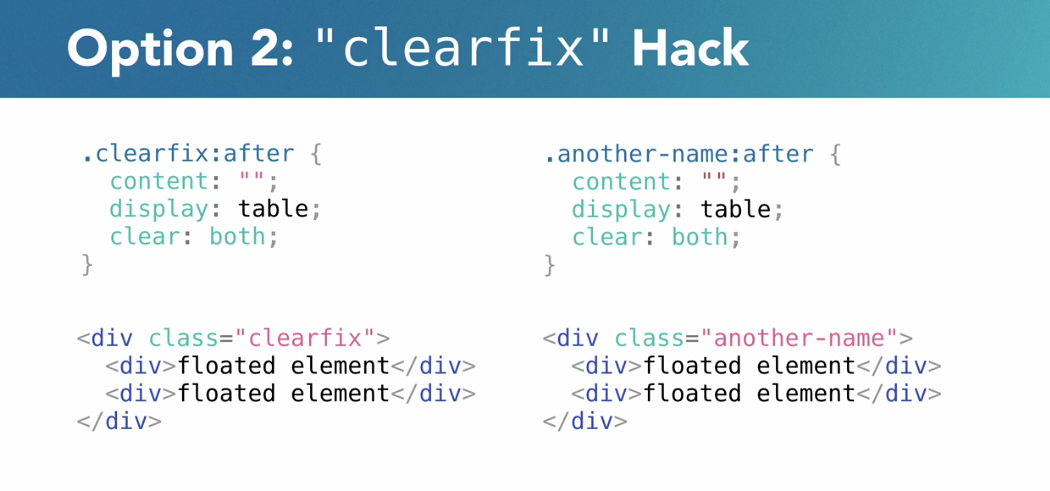 Option 2: "clearfix" Hack
.clearfix:after {
  content: "";
  display: table;
  clear: both;
}
<div class="clearfix">
  <div>floated element</div>
  <div>floated element</div>
</div>
.another-name:after {
  content: "";
  display: table;
  clear: both;
}
<div class="another-name">
  <div>floated element</div>
  <div>floated element</div>
</div>